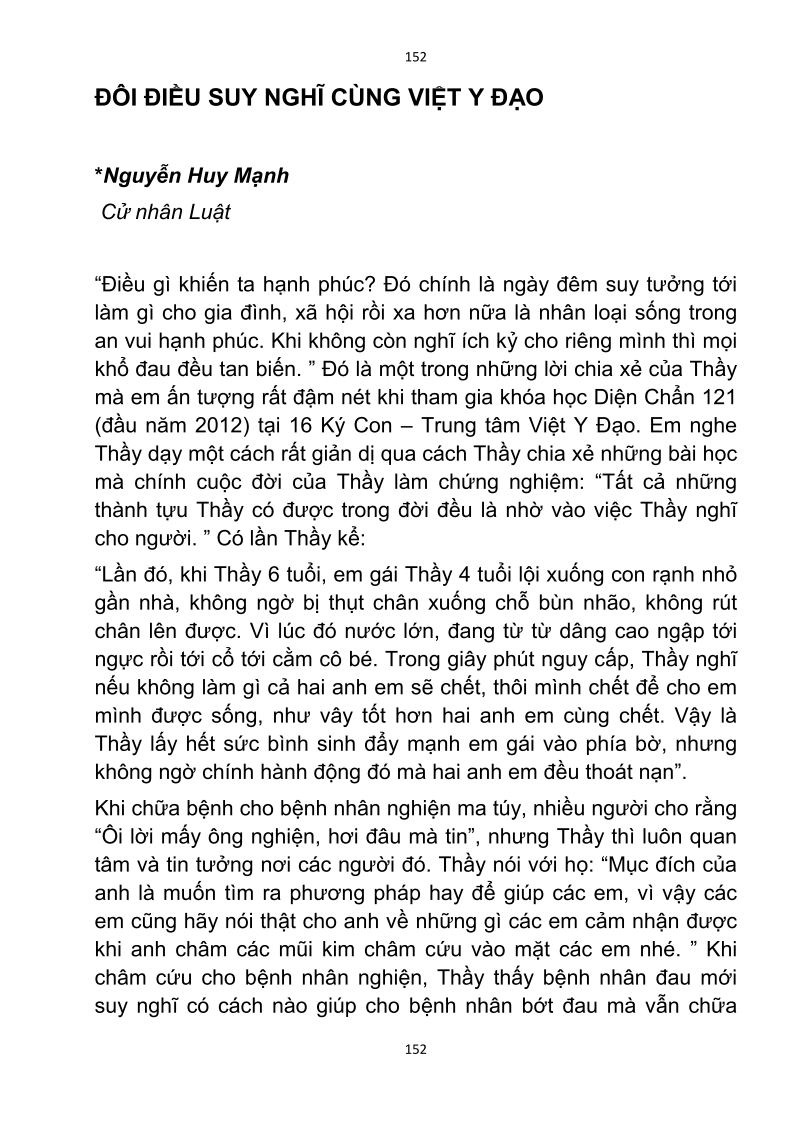 152
ĐÔI ĐIỀU SUY NGHĨ CÙNG VIỆT Y ĐẠO
*Nguyễn Huy Mạnh
Cử nhân Luật
“Điều gì khiến ta hạnh phúc? Đó chính là ngày đêm suy tưởng tới
làm gì cho gia đình, xã hội rồi xa hơn nữa là nhân loại sống trong
an vui hạnh phúc. Khi không còn nghĩ ích kỷ cho riêng mình thì mọi
khổ đau đều tan biến. ” Đó là một trong những lời chia xẻ của Thầy
mà em ấn tượng rất đậm nét khi tham gia khóa học Diện Chẩn 121
(đầu năm 2012) tại 16 Ký Con – Trung tâm Việt Y Đạo. Em nghe
Thầy dạy một cách rất giản dị qua cách Thầy chia xẻ những bài học
mà chính cuộc đời của Thầy làm chứng nghiệm: “Tất cả những
thành tựu Thầy có được trong đời đều là nhờ vào việc Thầy nghĩ
cho người. ” Có lần Thầy kể:
“Lần đó, khi Thầy 6 tuổi, em gái Thầy 4 tuổi lội xuống con rạnh nhỏ
gần nhà, không ngờ bị thụt chân xuống chỗ bùn nhão, không rút
chân lên được. Vì lúc đó nước lớn, đang từ từ dâng cao ngập tới
ngực rồi tới cổ tới cằm cô bé. Trong giây phút nguy cấp, Thầy nghĩ
nếu không làm gì cả hai anh em sẽ chết, thôi mình chết để cho em
mình được sống, như vây tốt hơn hai anh em cùng chết. Vậy là
Thầy lấy hết sức bình sinh đẩy mạnh em gái vào phía bờ, nhưng
không ngờ chính hành động đó mà hai anh em đều thoát nạn”.
Khi chữa bệnh cho bệnh nhân nghiện ma túy, nhiều người cho rằng
“Ôi lời mấy ông nghiện, hơi đâu mà tin”, nhưng Thầy thì luôn quan
tâm và tin tưởng nơi các người đó. Thầy nói với họ: “Mục đích của
anh là muốn tìm ra phương pháp hay để giúp các em, vì vậy các
em cũng hãy nói thật cho anh về những gì các em cảm nhận được
khi anh châm các mũi kim châm cứu vào mặt các em nhé. ” Khi
châm cứu cho bệnh nhân nghiện, Thầy thấy bệnh nhân đau mới
suy nghĩ có cách nào giúp cho bệnh nhân bớt đau mà vẫn chữa
152